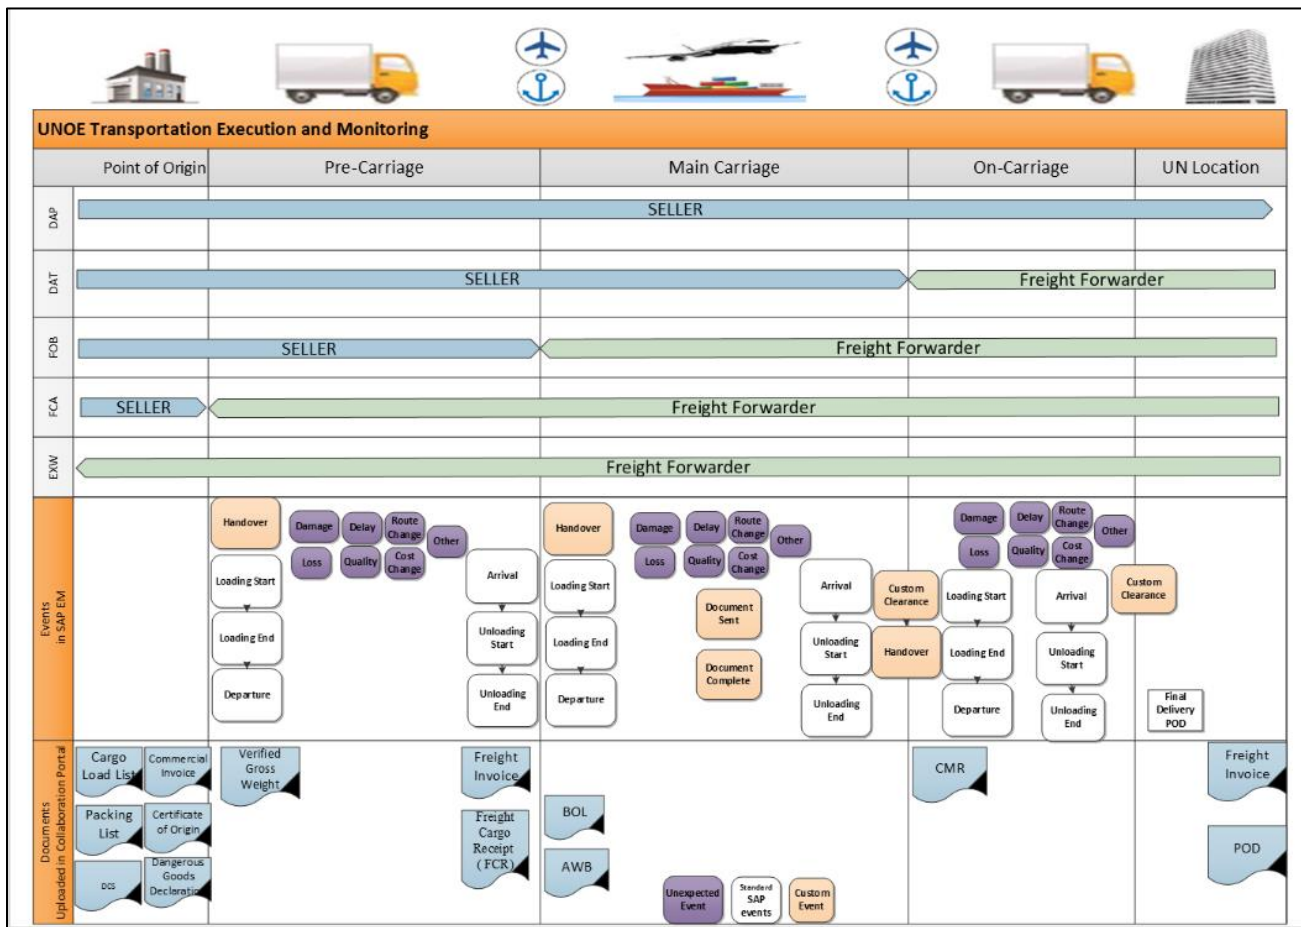 UNOE Transportation Execution and Monitoring
Point of Origin
Pre-Carriage
Main Carriage
On-Carriage
UN Location
DAP
SELLER
DAT
SELLER
Freight Forwarder
FOB
SELLER
Freight Forwarder
FCA
SELLER
Freight Forwarder
EXW
Freight Forwarder
Events
in SAP EM
Handover
Loading Start
Loading End
Departure
Damage
Delay
Route
Change
Other
Loss
Quality
Cost
Change
Arrival
Unloading
Start
Unloading
End
Handover
Loading Start
Loading End
Departure
Damage
Delay
Route
Change
Other
Loss
Quality
Cost
Change
Document
Sent
Document
Complete
Arrival
Unloading
Start
Unloading
End
Custom
Clearance
Handover
Damage
Delay
Route
Change
Other
Loss
Quality
Cost
Change
Loading Start
Loading End
Departure
Arrival
Unloading
Start
Unloading
End
Custom
Clearance
Final
Delivery
POD
Documents
Uploaded in Collaboration Portal
Cargo
Load List
Commercial
Invoice
Packing
List
Certificate
of Origin
DCS
Dangerous
Goods
Declaration
Verified
Gross
Weight
Freight
Invoice
Freight
Cargo
Receipt
(FCR)
BOL
AWB
CMR
Freight
Invoice
POD
Unexpected
Event
Standard
SAP
events
Custom
Event